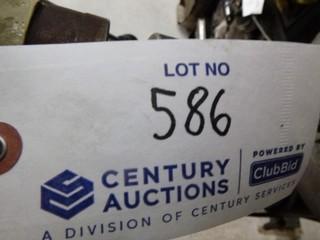 LOT NO
586
CENTURY AUCTIONS
POWERED BY
ClubBid
A DIVISION OF CENTURY SERVICES